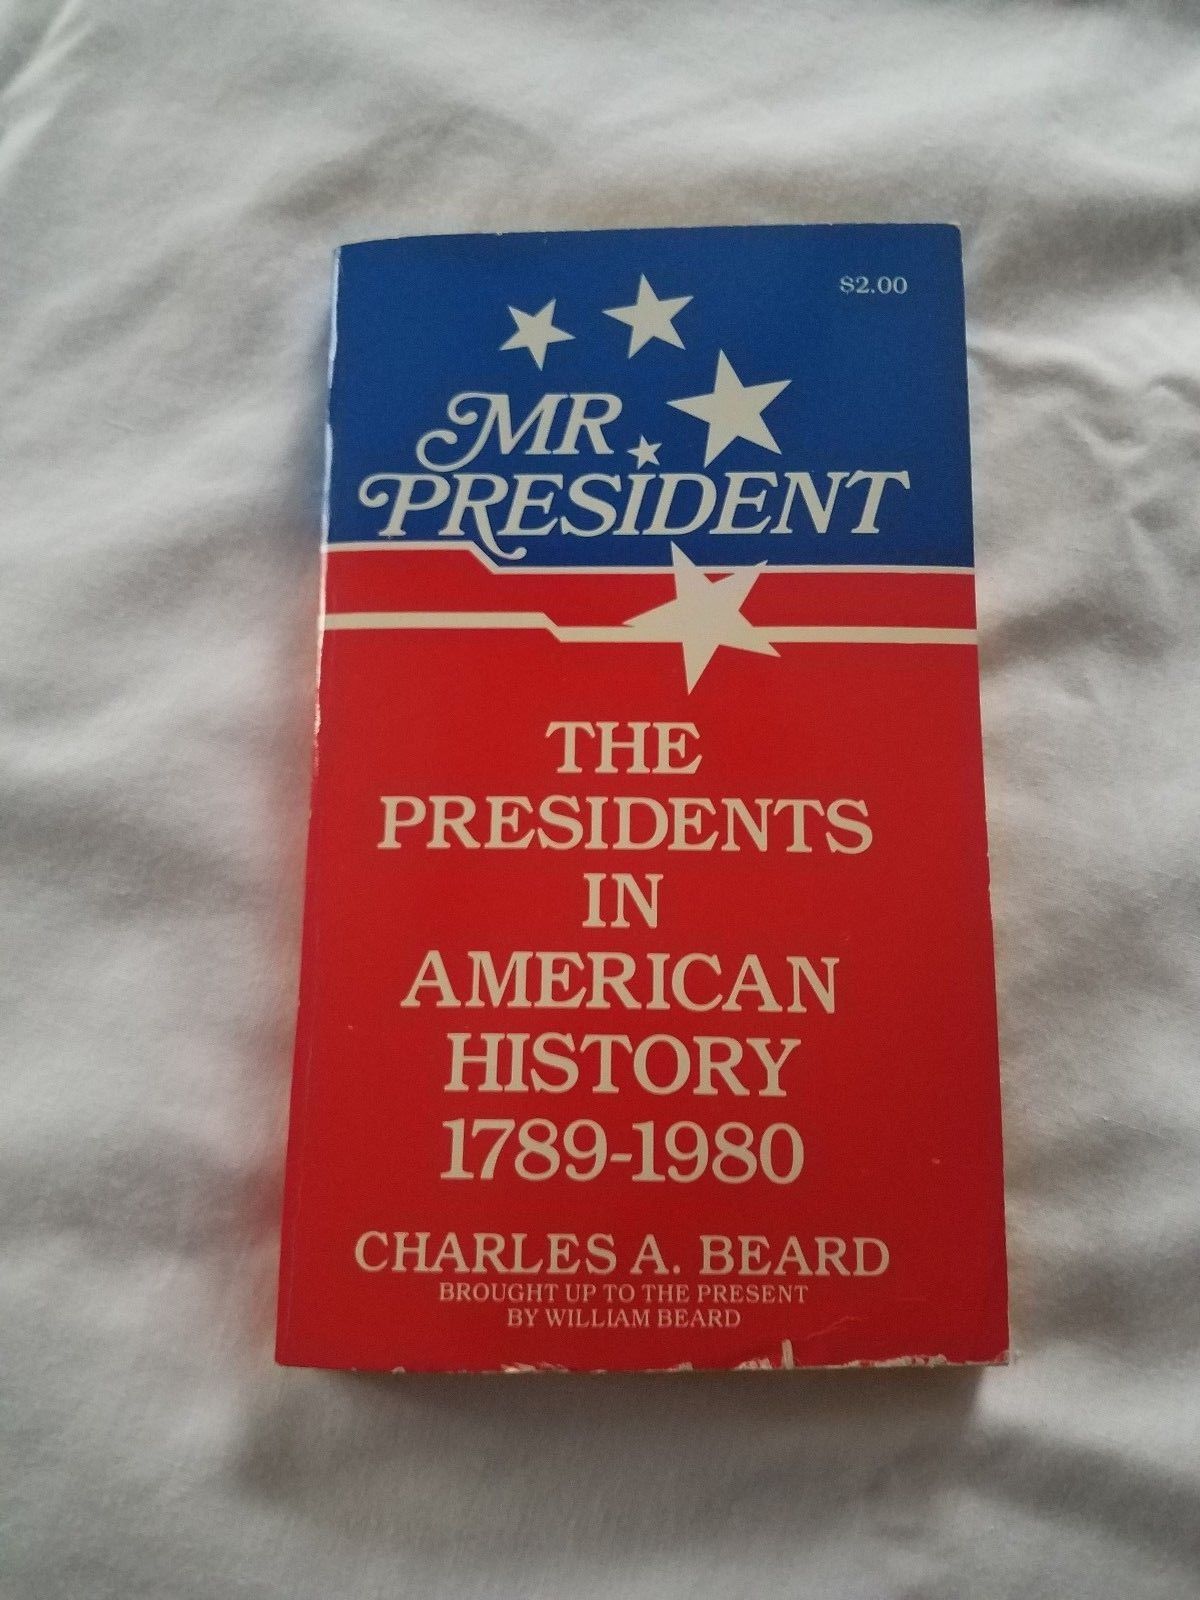 $2.00
MR.
PRESIDENT
THE
PRESIDENTS
IN
AMERICAN
HISTORY
1789-1980
CHARLES A. BEARD
BROUGHT UP TO THE PRESENT
BY WILLIAM BEARD